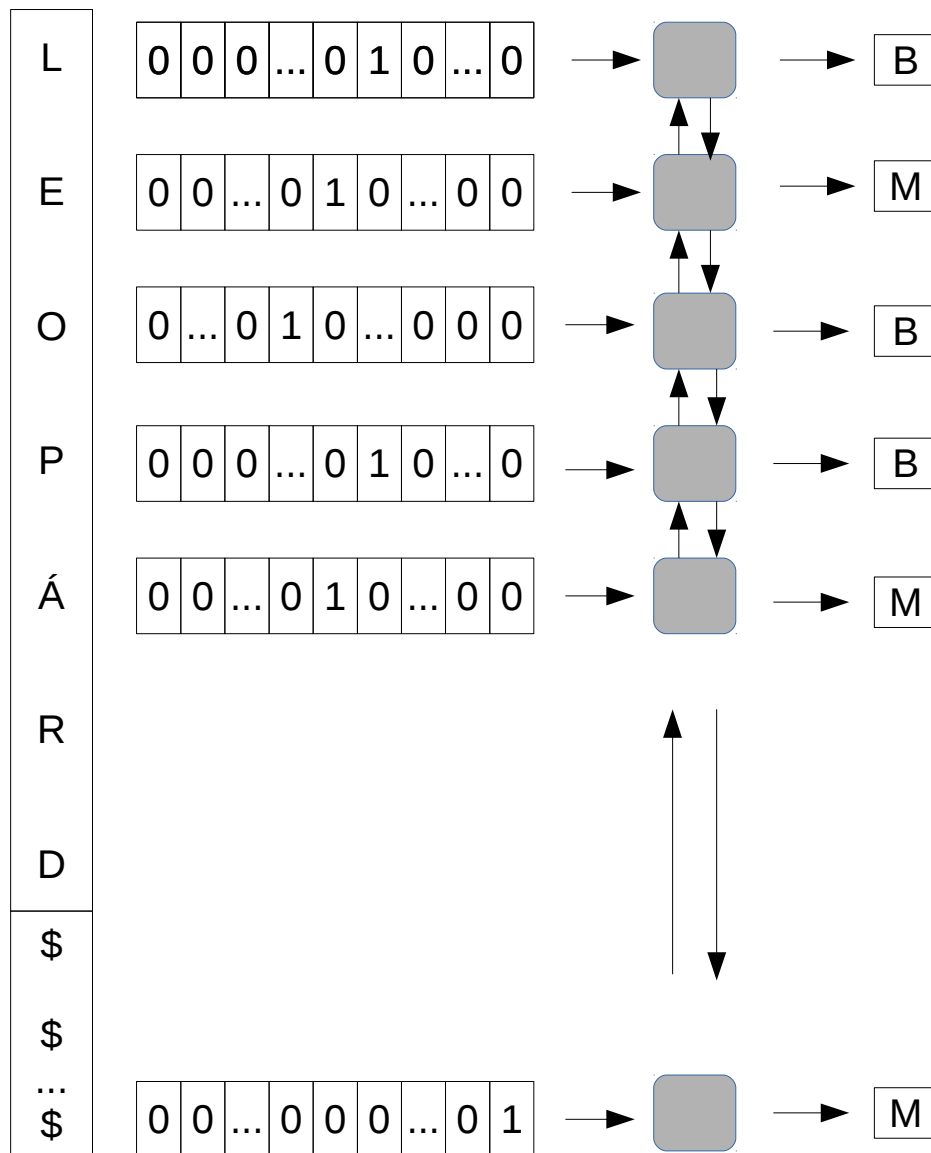 L 0 0 0 ... 0 1 0 ... 0 B
E 0 0 ... 0 1 0 ... 0 0 M
O 0 ... 0 1 0 ... 0 0 0 B
P 0 0 0 ... 0 1 0 ... 0 B
Á 0 0 ... 0 1 0 ... 0 0 M
R
D
$
$
...
$ 0 0 ... 0 0 0 ... 0 1 M